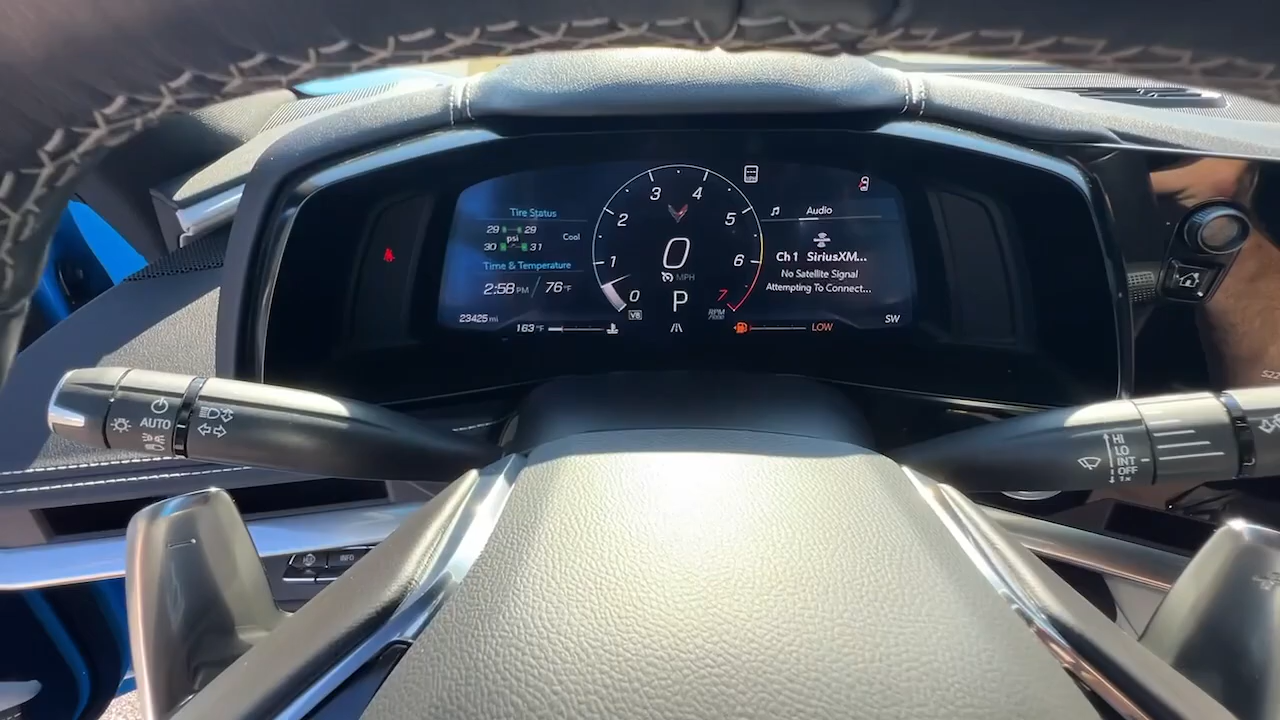 Tire Status
29 29
psi
30 31
Cool
Time & Temperature
2:58 PM / 76°F
23425 mi
163°F
0
1
2
3
4
5
6
7
0
MPH
P
V8
RPM
Audio
Ch 1 SiriusXM...
No Satellite Signal
Attempting To Connect...
LOW
SW
AUTO
HI
LO
INT
OFF
1x
INFO